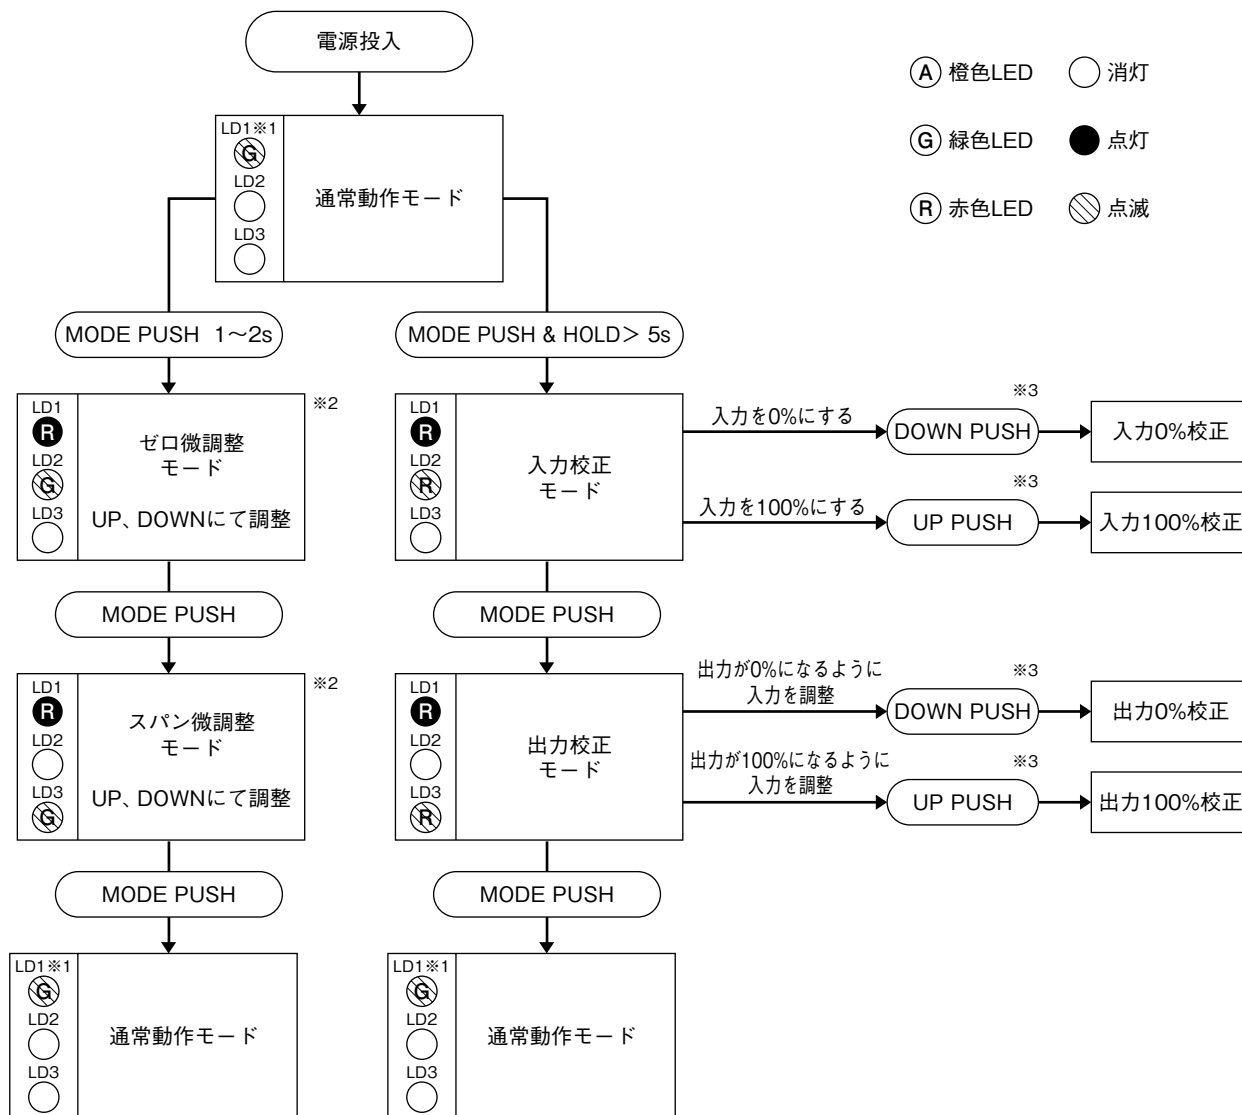 電源投入
A 橙色LED
消灯
G 緑色LED
点灯
R 赤色LED
点滅
LD1※1
G
LD2
LD3
通常動作モード
MODE PUSH 1～2s
MODE PUSH & HOLD＞ 5s
LD1
R
LD2
G
LD3
ゼロ微調整
モード
UP、DOWNにて調整
※2
LD1
R
LD2
R
LD3
入力校正
モード
入力を0%にする
※3
DOWN PUSH
入力0%校正
入力を100%にする
※3
UP PUSH
入力100%校正
MODE PUSH
MODE PUSH
LD1
R
LD2
LD3
G
スパン微調整
モード
UP、DOWNにて調整
※2
LD1
R
LD2
LD3
R
出力校正
モード
出力が0%になるように
入力を調整
※3
DOWN PUSH
出力0%校正
出力が100%になるように
入力を調整
※3
UP PUSH
出力100%校正
MODE PUSH
MODE PUSH
LD1※1
G
LD2
LD3
通常動作モード
LD1※1
G
LD2
LD3
通常動作モード